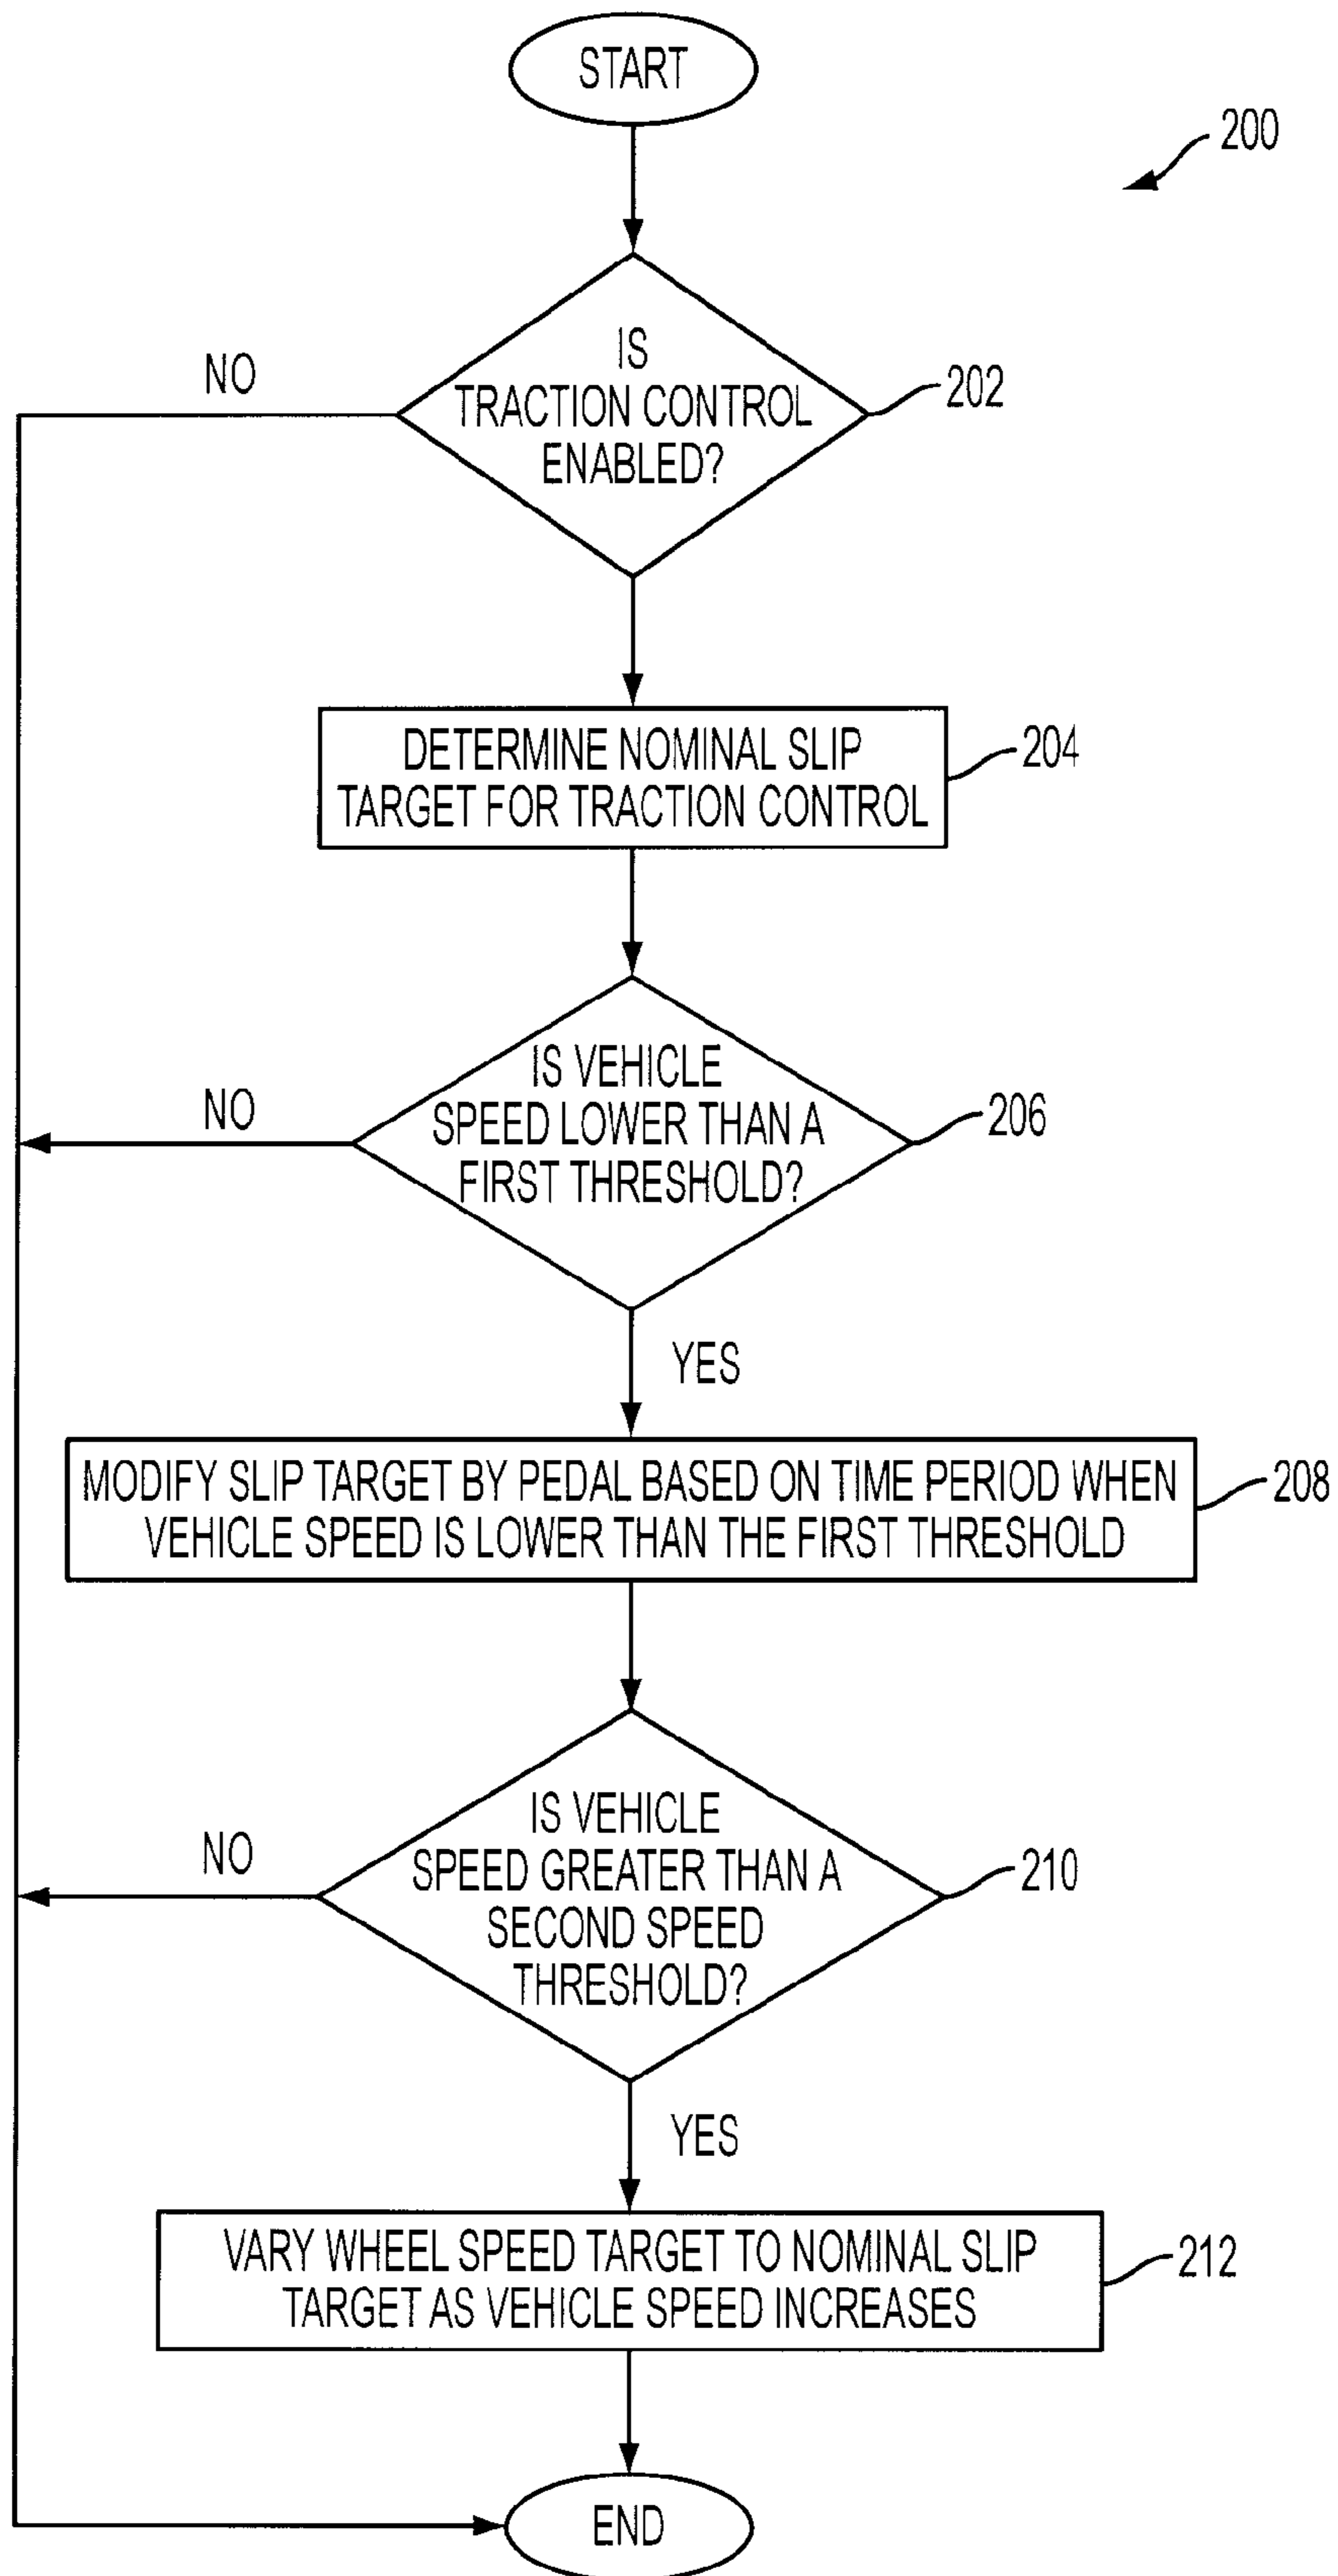 START
200
IS
TRACTION CONTROL
ENABLED?
NO
202
DETERMINE NOMINAL SLIP
TARGET FOR TRACTION CONTROL
204
IS VEHICLE
SPEED LOWER THAN A
FIRST THRESHOLD?
NO
206
YES
MODIFY SLIP TARGET BY PEDAL BASED ON TIME PERIOD WHEN
VEHICLE SPEED IS LOWER THAN THE FIRST THRESHOLD
208
IS VEHICLE
SPEED GREATER THAN A
SECOND SPEED
THRESHOLD?
NO
210
YES
VARY WHEEL SPEED TARGET TO NOMINAL SLIP
TARGET AS VEHICLE SPEED INCREASES
212
END